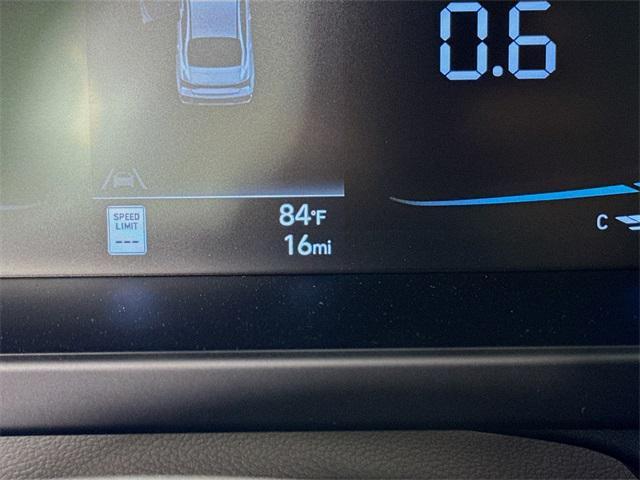 0.6
SPEED
LIMIT
---
84°F
16mi
C